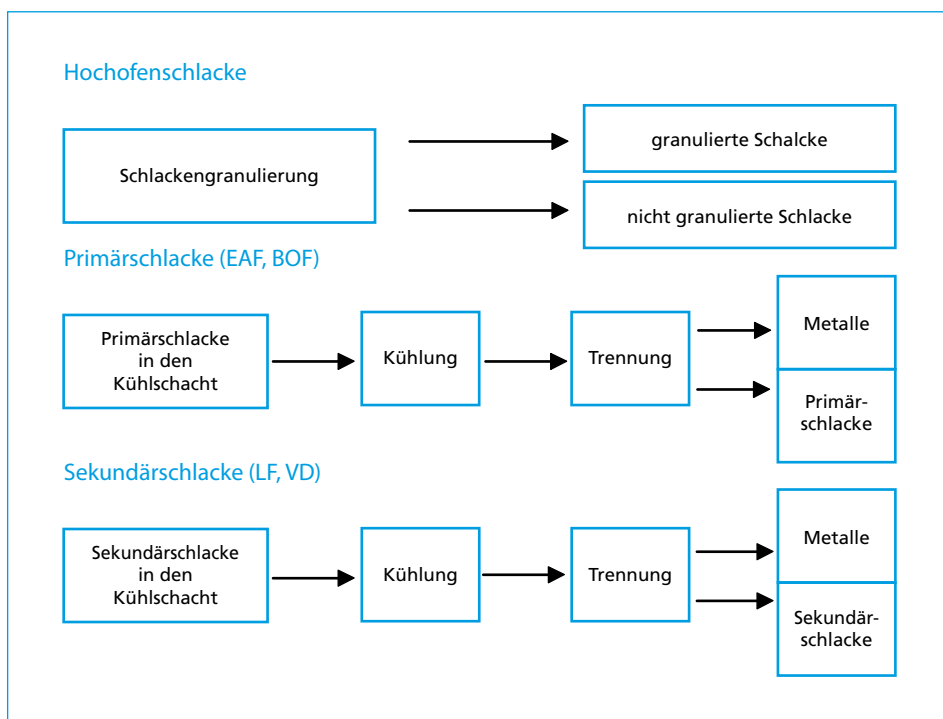 Hochofenschlacke
Schlackengranulierung
granulierte Schalcke
nicht granulierte Schlacke
Primärschlacke (EAF, BOF)
Primärschlacke
in den
Kühlschacht
Kühlung
Trennung
Metalle
Primär-
schlacke
Sekundärschlacke (LF, VD)
Sekundärschlacke
in den
Kühlschacht
Kühlung
Trennung
Metalle
Sekundär-
schlacke